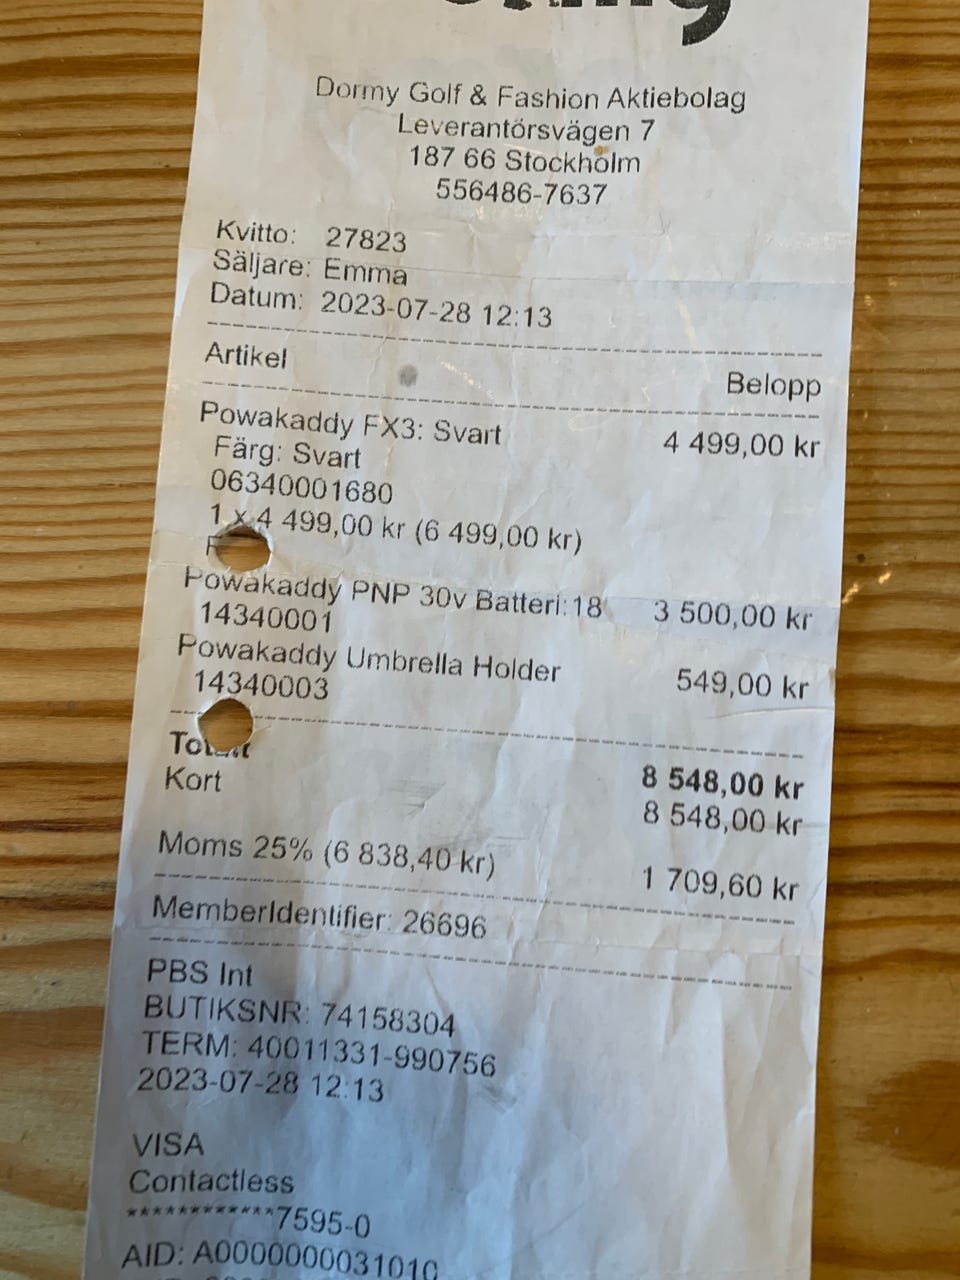 Dormy Golf & Fashion Aktiebolag
Leverantörsvägen 7
187 66 Stockholm
556486-7637
Kvitto: 27823
Säljare: Emma
Datum: 2023-07-28 12:13
Artikel Belopp
Powakaddy FX3: Svart 4 499,00 kr
Färg: Svart
06340001680
1 x 4 499,00 kr (6 499,00 kr)
Powakaddy PNP 30v Batteri:18 3 500,00 kr
14340001
Powakaddy Umbrella Holder 549,00 kr
14340003
Totalt 8 548,00 kr
Kort 8 548,00 kr
Moms 25% (6 838,40 kr) 1 709,60 kr
MemberIdentifier: 26696
PBS Int
BUTIKSNR: 74158304
TERM: 40011331-990756
2023-07-28 12:13
VISA
Contactless
************7595-0
AID: A0000000031010